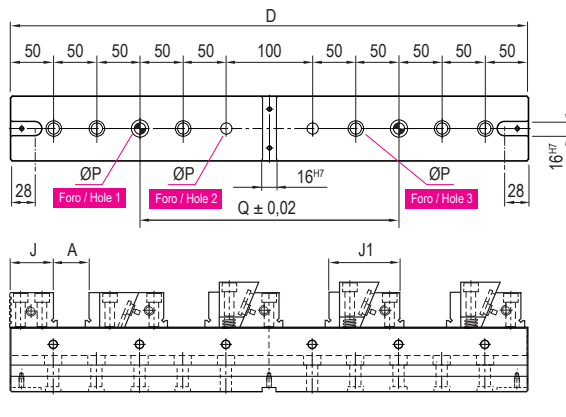 D
50 50 50 50 50 100 50 50 50 50 50
ØP ØP ØP
Foro / Hole 1 Foro / Hole 2 Foro / Hole 3
28 16H7 28
16H7
Q ± 0,02
J A J1